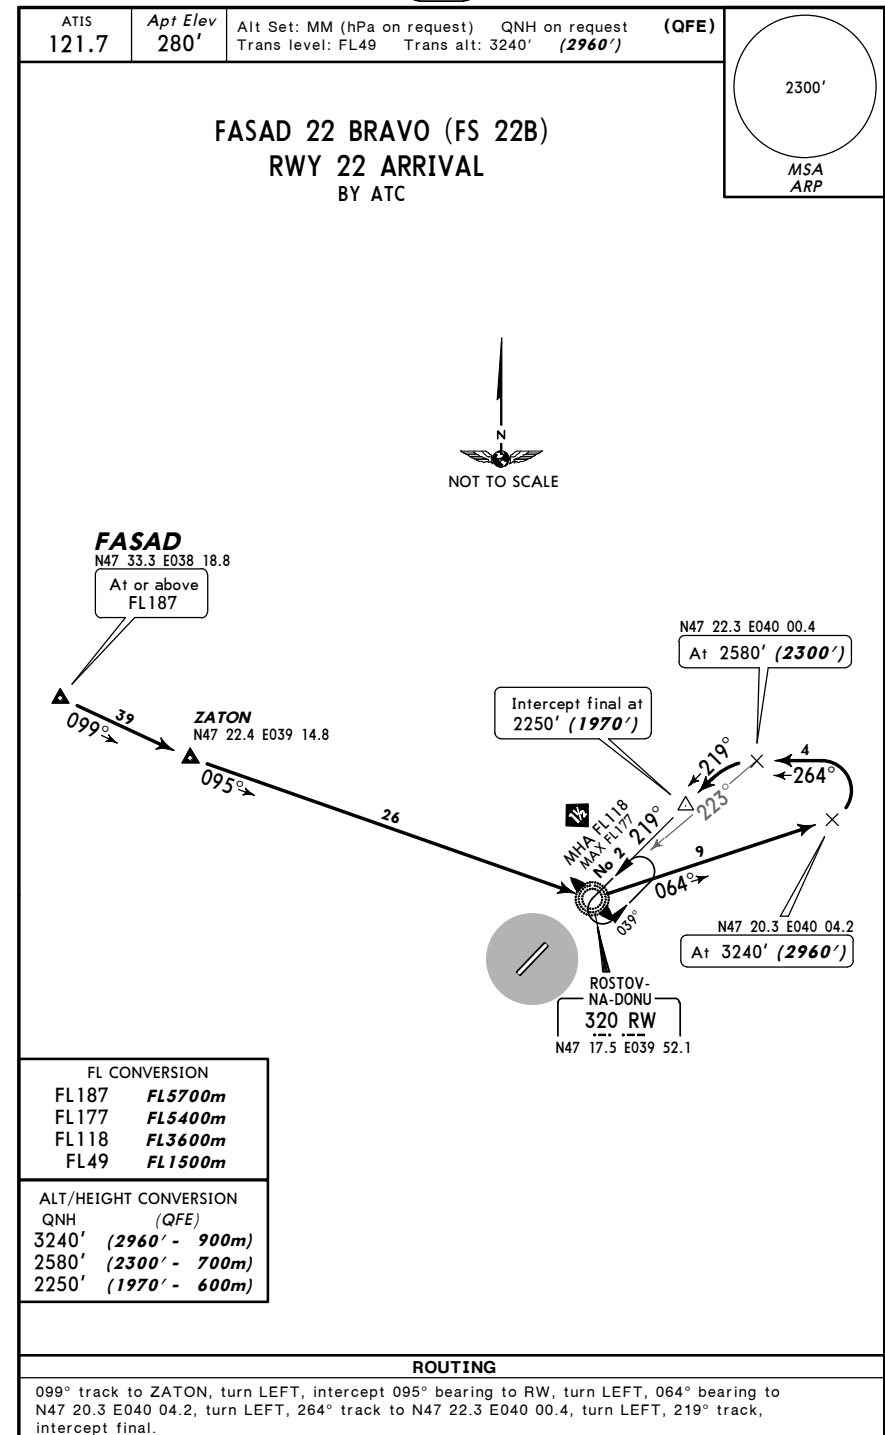 ATIS
121.7
Apt Elev
280'
Alt Set: MM (hPa on request) QNH on request (QFE)
Trans level: FL49 Trans alt: 3240' (2960')
2300'
MSA
ARP
FASAD 22 BRAVO (FS 22B)
RWY 22 ARRIVAL
BY ATC
N
NOT TO SCALE
FASAD
N47 33.3 E038 18.8
At or above
FL187
N47 22.3 E040 00.4
At 2580' (2300')
Intercept final at
2250' (1970')
39
099°
ZATON
N47 22.4 E039 14.8
095°
26
219°
4
264°
223°
1½
MHA FL118
MAX FL177
No 2
219°
9
064°
039°
N47 20.3 E040 04.2
At 3240' (2960')
ROSTOV-
NA-DONU
320 RW
N47 17.5 E039 52.1
FL CONVERSION
FL187 FL5700m
FL177 FL5400m
FL118 FL3600m
FL49 FL1500m
ALT/HEIGHT CONVERSION
QNH (QFE)
3240' (2960' - 900m)
2580' (2300' - 700m)
2250' (1970' - 600m)
ROUTING
099° track to ZATON, turn LEFT, intercept 095° bearing to RW, turn LEFT, 064° bearing to
N47 20.3 E040 04.2, turn LEFT, 264° track to N47 22.3 E040 00.4, turn LEFT, 219° track,
intercept final.